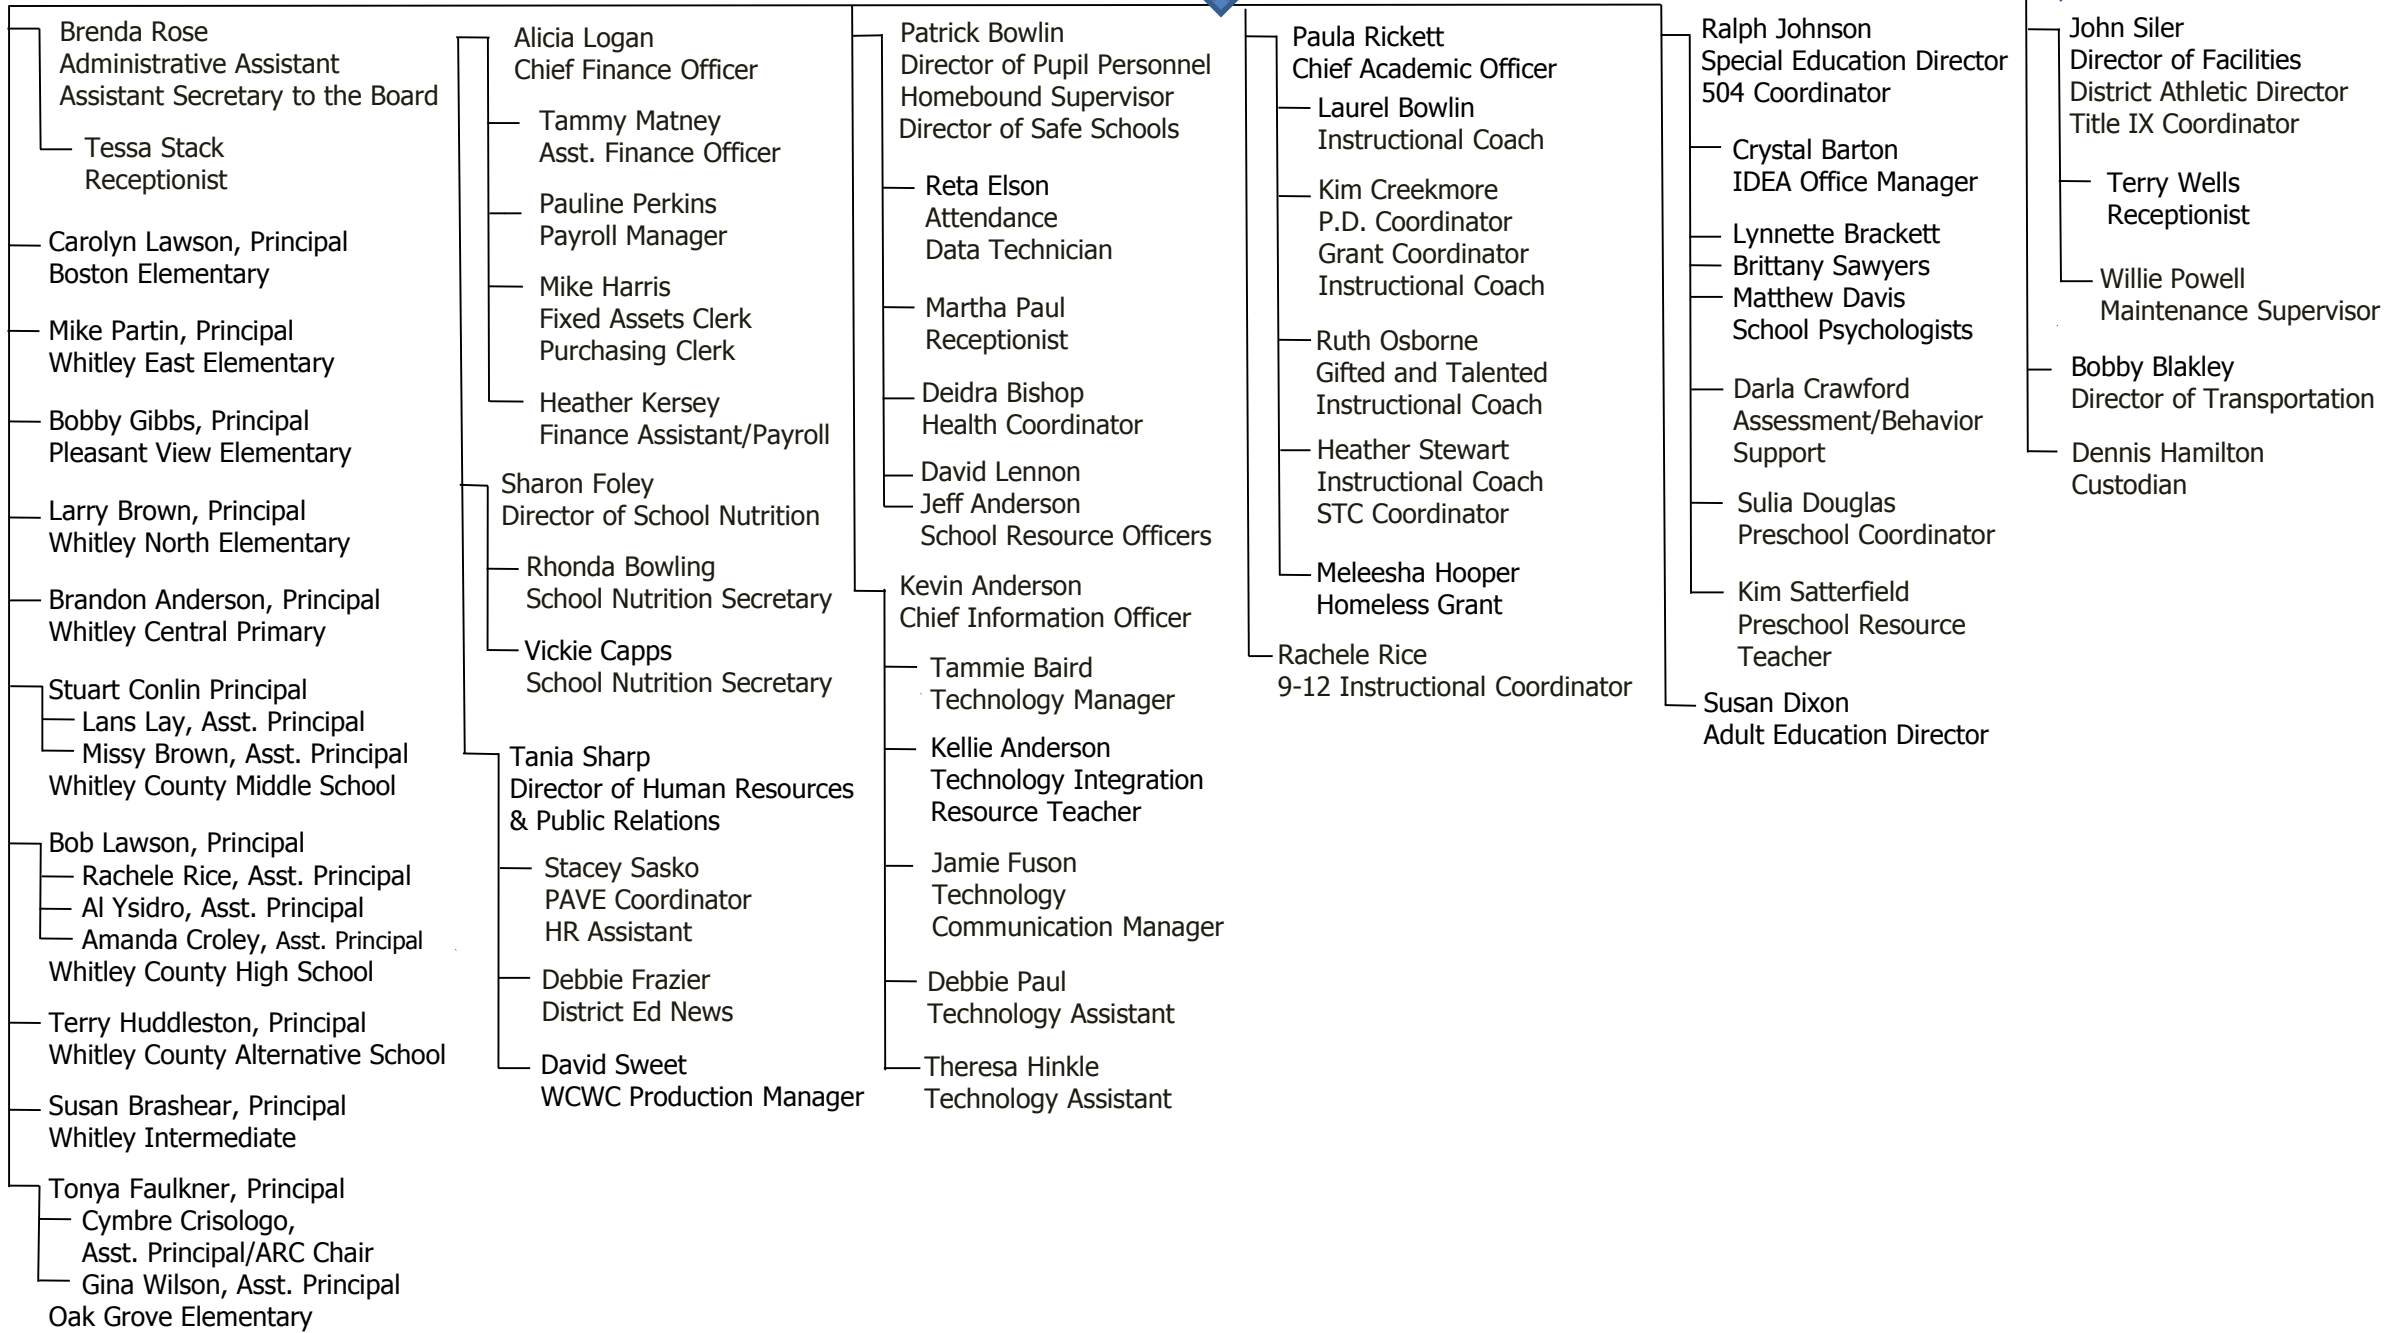 Brenda Rose
Administrative Assistant
Assistant Secretary to the Board
Tessa Stack
Receptionist
Carolyn Lawson, Principal
Boston Elementary
Mike Partin, Principal
Whitley East Elementary
Bobby Gibbs, Principal
Pleasant View Elementary
Larry Brown, Principal
Whitley North Elementary
Brandon Anderson, Principal
Whitley Central Primary
Stuart Conlin Principal
Lans Lay, Asst. Principal
Missy Brown, Asst. Principal
Whitley County Middle School
Bob Lawson, Principal
Rachele Rice, Asst. Principal
Al Ysidro, Asst. Principal
Amanda Croley, Asst. Principal
Whitley County High School
Terry Huddleston, Principal
Whitley County Alternative School
Susan Brashear, Principal
Whitley Intermediate
Tonya Faulkner, Principal
Cymbre Crisologo,
Asst. Principal/ARC Chair
Gina Wilson, Asst. Principal
Oak Grove Elementary
Alicia Logan
Chief Finance Officer
Tammy Matney
Asst. Finance Officer
Pauline Perkins
Payroll Manager
Mike Harris
Fixed Assets Clerk
Purchasing Clerk
Heather Kersey
Finance Assistant/Payroll
Sharon Foley
Director of School Nutrition
Rhonda Bowling
School Nutrition Secretary
Vickie Capps
School Nutrition Secretary
Tania Sharp
Director of Human Resources
& Public Relations
Stacey Sasko
PAVE Coordinator
HR Assistant
Debbie Frazier
District Ed News
David Sweet
WCWC Production Manager
Patrick Bowlin
Director of Pupil Personnel
Homebound Supervisor
Director of Safe Schools
Reta Elson
Attendance
Data Technician
Martha Paul
Receptionist
Deidra Bishop
Health Coordinator
David Lennon
Jeff Anderson
School Resource Officers
Kevin Anderson
Chief Information Officer
Tammie Baird
Technology Manager
Kellie Anderson
Technology Integration
Resource Teacher
Jamie Fuson
Technology
Communication Manager
Debbie Paul
Technology Assistant
Theresa Hinkle
Technology Assistant
Paula Rickett
Chief Academic Officer
Laurel Bowlin
Instructional Coach
Kim Creekmore
P.D. Coordinator
Grant Coordinator
Instructional Coach
Ruth Osborne
Gifted and Talented
Instructional Coach
Heather Stewart
Instructional Coach
STC Coordinator
Meleesha Hooper
Homeless Grant
Rachele Rice
9-12 Instructional Coordinator
Ralph Johnson
Special Education Director
504 Coordinator
Crystal Barton
IDEA Office Manager
Lynnette Brackett
Brittany Sawyers
Matthew Davis
School Psychologists
Darla Crawford
Assessment/Behavior
Support
Sulia Douglas
Preschool Coordinator
Kim Satterfield
Preschool Resource
Teacher
Susan Dixon
Adult Education Director
John Siler
Director of Facilities
District Athletic Director
Title IX Coordinator
Terry Wells
Receptionist
Willie Powell
Maintenance Supervisor
Bobby Blakley
Director of Transportation
Dennis Hamilton
Custodian